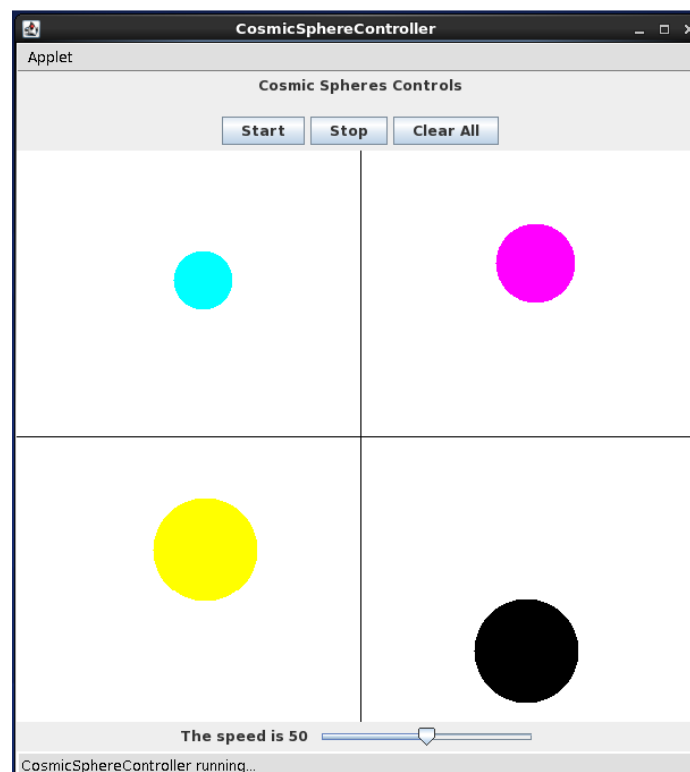 CosmicSphereController
Applet
Cosmic Spheres Controls
Start Stop Clear All
The speed is 50
CosmicSphereController running...